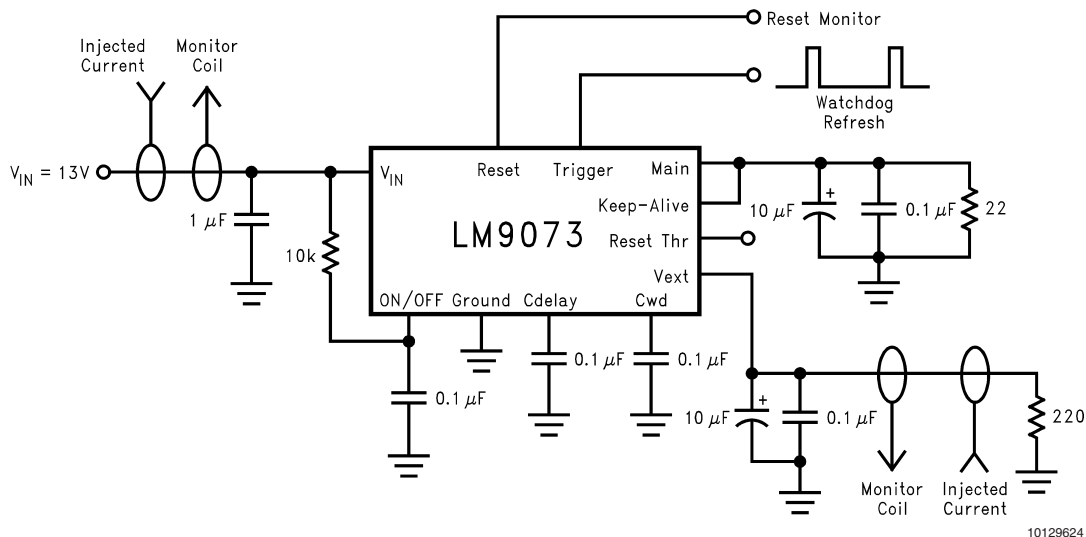 Reset Monitor
Injected
Current
Monitor
Coil
Watchdog
Refresh
V_IN = 13V
V_IN
Reset
Trigger
Main
Keep-Alive
Reset Thr
Vext
LM9073
1 μF
10k
ON/OFF
Ground
Cdelay
Cwd
10 μF
+
0.1 μF
22
0.1 μF
0.1 μF
0.1 μF
10 μF
+
0.1 μF
220
Monitor
Coil
Injected
Current
10129624